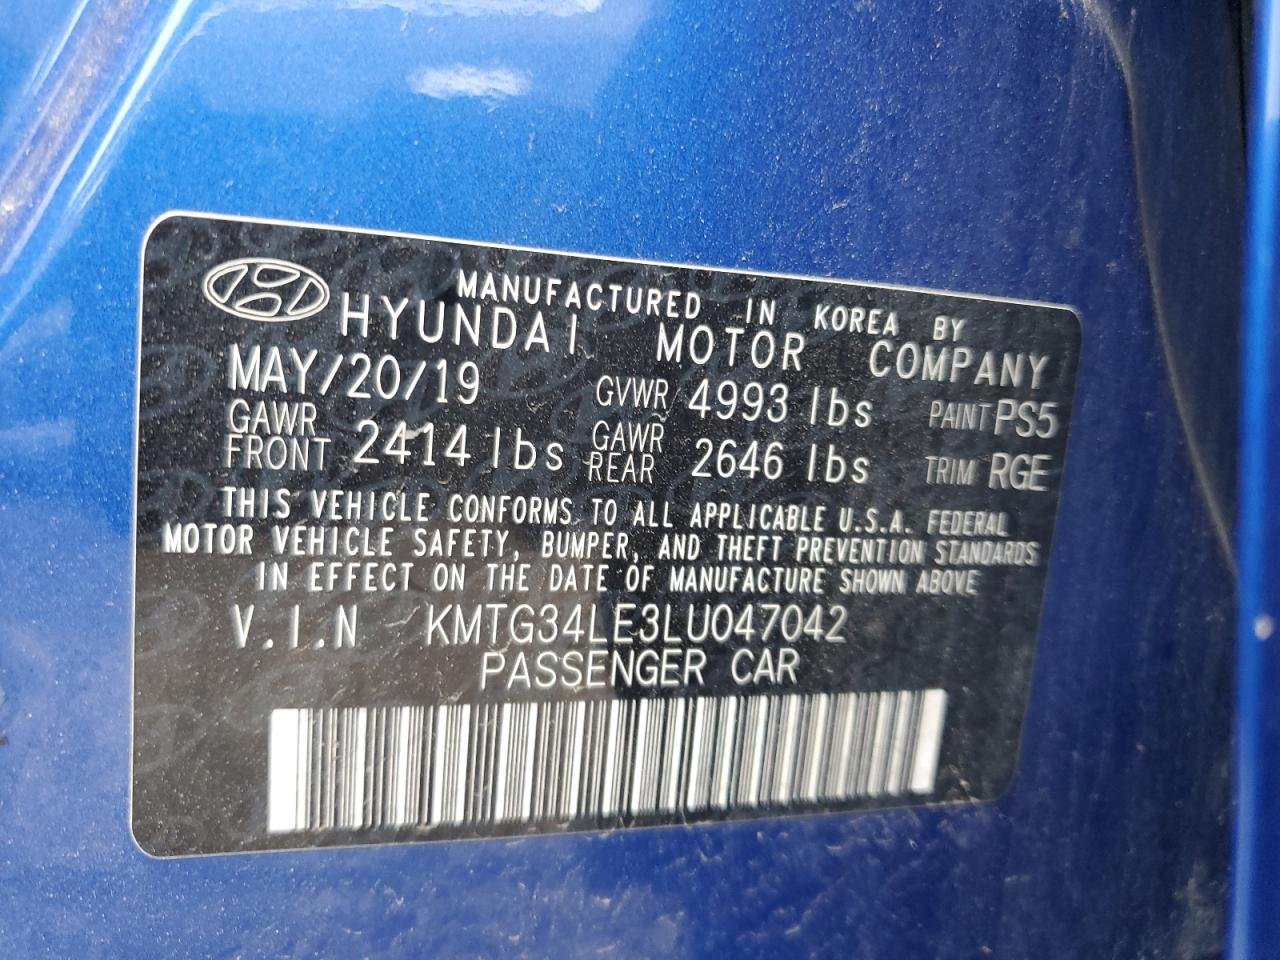 MANUFACTURED IN KOREA BY
HYUNDAI MOTOR COMPANY
MAY/20/19 GVWR 4993 lbs PAINT PS5
GAWR FRONT 2414 lbs GAWR REAR 2646 lbs TRIM RGE
THIS VEHICLE CONFORMS TO ALL APPLICABLE U.S.A. FEDERAL
MOTOR VEHICLE SAFETY, BUMPER, AND THEFT PREVENTION STANDARDS
IN EFFECT ON THE DATE OF MANUFACTURE SHOWN ABOVE
V.I.N KMTG34LE3LU047042
PASSENGER CAR